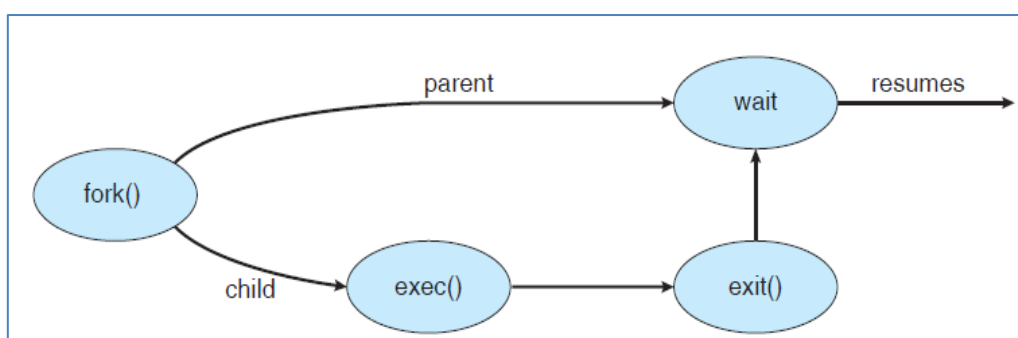 parent
resumes
wait
fork()
child
exec()
exit()